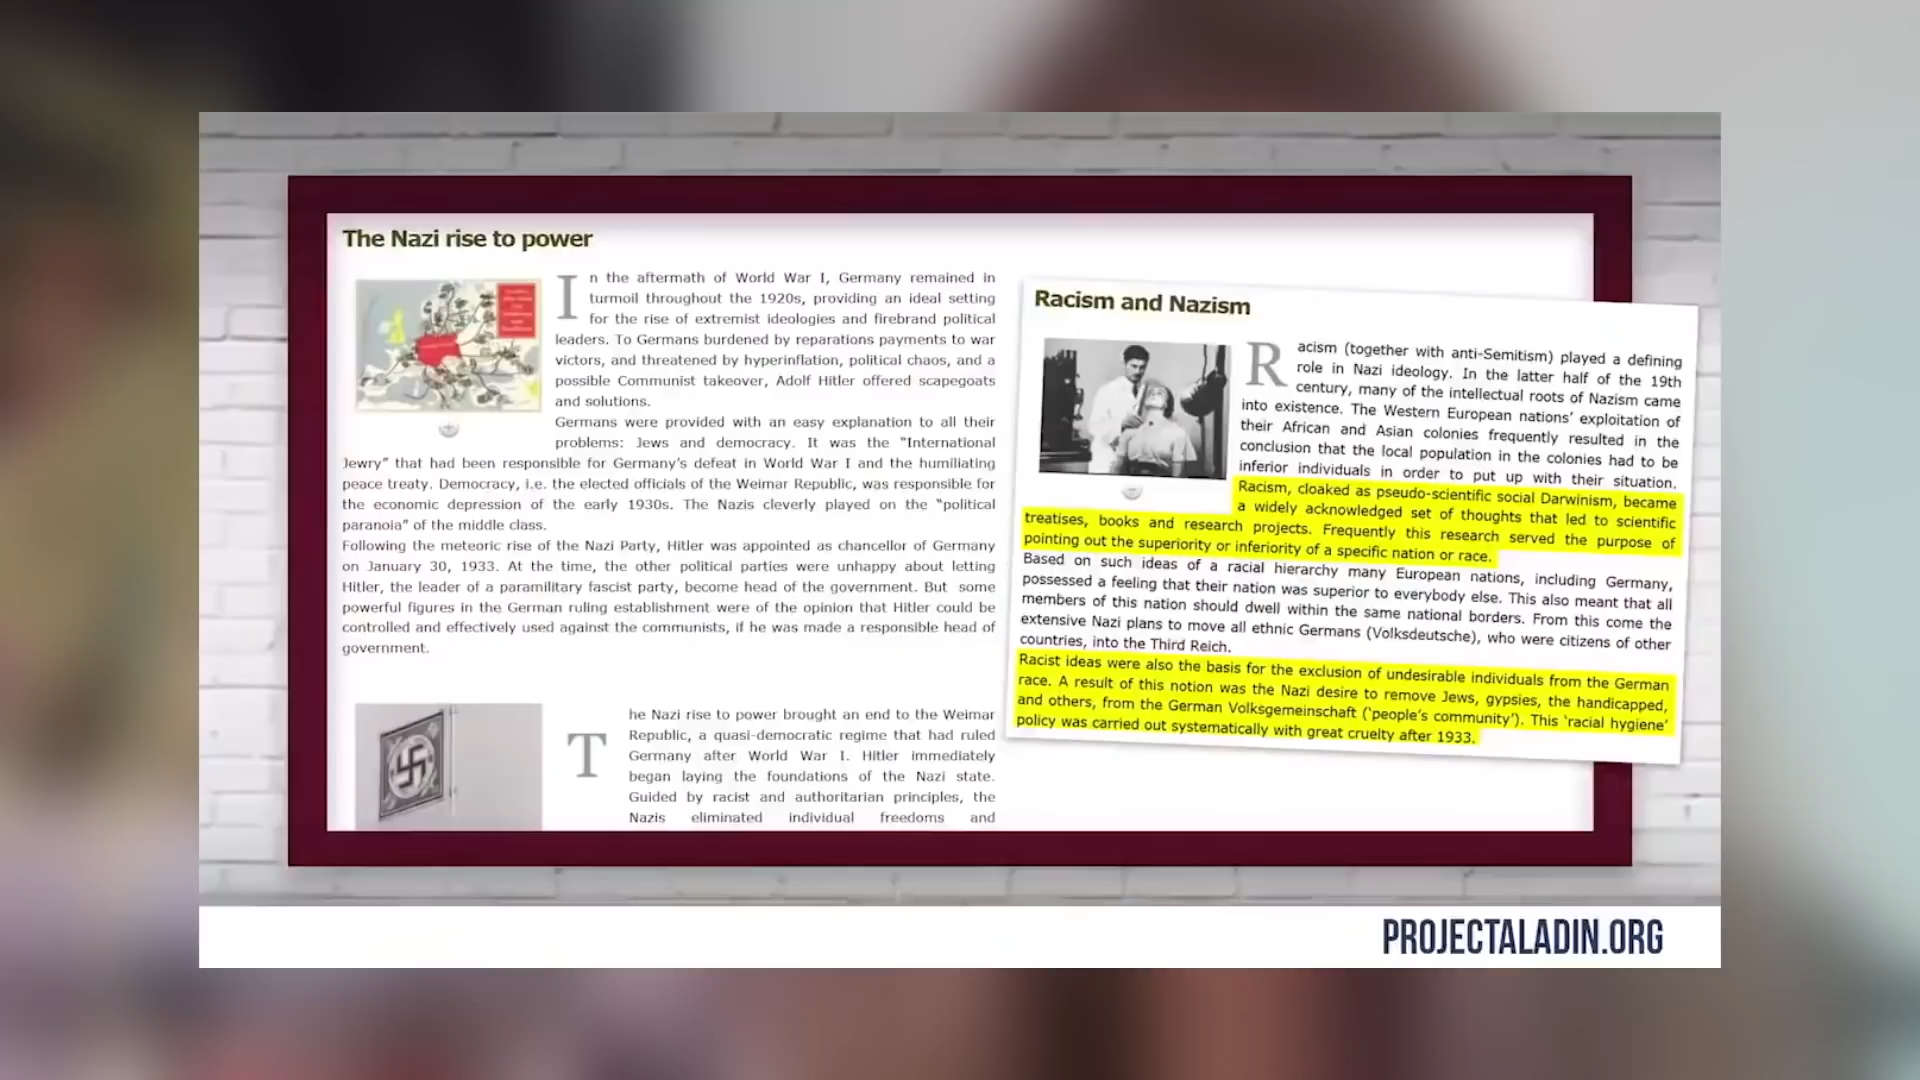 The Nazi rise to power
In the aftermath of World War I, Germany remained in
turmoil throughout the 1920s, providing an ideal setting
for the rise of extremist ideologies and firebrand political
leaders. To Germans burdened by reparations payments to war
victors, and threatened by hyperinflation, political chaos, and a
possible Communist takeover, Adolf Hitler offered scapegoats
and solutions.
Germans were provided with an easy explanation to all their
problems: Jews and democracy. It was the “International
Jewry” that had been responsible for Germany’s defeat in World War I and the humiliating
peace treaty. Democracy, i.e. the elected officials of the Weimar Republic, was responsible for
the economic depression of the early 1930s. The Nazis cleverly played on the “political
paranoia” of the middle class.
Following the meteoric rise of the Nazi Party, Hitler was appointed as chancellor of Germany
on January 30, 1933. At the time, the other political parties were unhappy about letting
Hitler, the leader of a paramilitary fascist party, become head of the government. But some
powerful figures in the German ruling establishment were of the opinion that Hitler could be
controlled and effectively used against the communists, if he was made a responsible head of
government.
The Nazi rise to power brought an end to the Weimar
Republic, a quasi-democratic regime that had ruled
Germany after World War I. Hitler immediately
began laying the foundations of the Nazi state.
Guided by racist and authoritarian principles, the
Nazis eliminated individual freedoms and
Racism and Nazism
Racism (together with anti-Semitism) played a defining
role in Nazi ideology. In the latter half of the 19th
century, many of the intellectual roots of Nazism came
into existence. The Western European nations’ exploitation of
their African and Asian colonies frequently resulted in the
conclusion that the local population in the colonies had to be
inferior individuals in order to put up with their situation.
Racism, cloaked as pseudo-scientific social Darwinism, became
a widely acknowledged set of thoughts that led to scientific
treatises, books and research projects. Frequently this research served the purpose of
pointing out the superiority or inferiority of a specific nation or race.
Based on such ideas of a racial hierarchy many European nations, including Germany,
possessed a feeling that their nation was superior to everybody else. This also meant that all
members of this nation should dwell within the same national borders. From this come the
extensive Nazi plans to move all ethnic Germans (Volksdeutsche), who were citizens of other
countries, into the Third Reich.
Racist ideas were also the basis for the exclusion of undesirable individuals from the German
race. A result of this notion was the Nazi desire to remove Jews, gypsies, the handicapped,
and others, from the German Volksgemeinschaft (‘people’s community’). This ‘racial hygiene’
policy was carried out systematically with great cruelty after 1933.
PROJECTALADIN.ORG